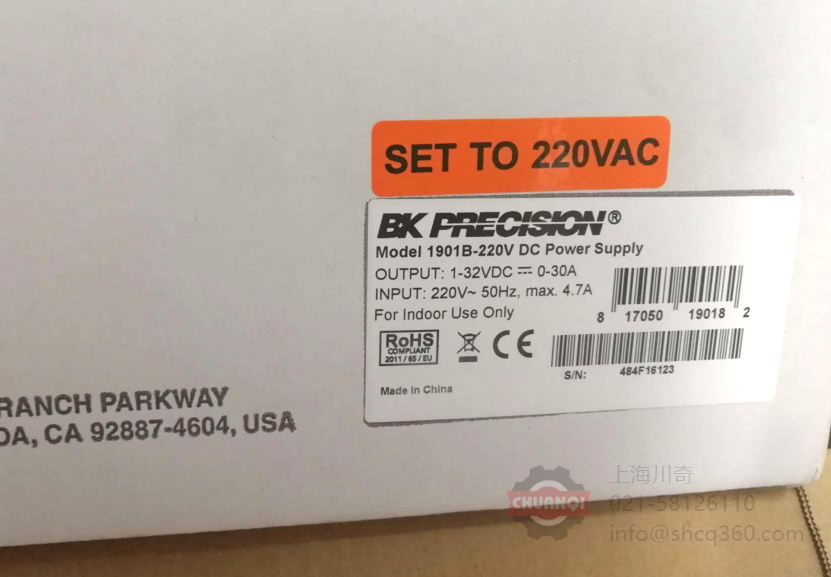 SET TO 220VAC
BK PRECISION®
Model 1901B-220V DC Power Supply
OUTPUT: 1-32VDC ⎓ 0-30A
INPUT: 220V~ 50Hz, max. 4.7A
For Indoor Use Only
8 17050 19018 2
RoHS
COMPLIANT
2011/65/EU
CE
S/N: 484F16123
Made in China
RANCH PARKWAY
DA, CA 92887-4604, USA
CHUANQI
上海川奇
021-58126110
info@shcq360.com